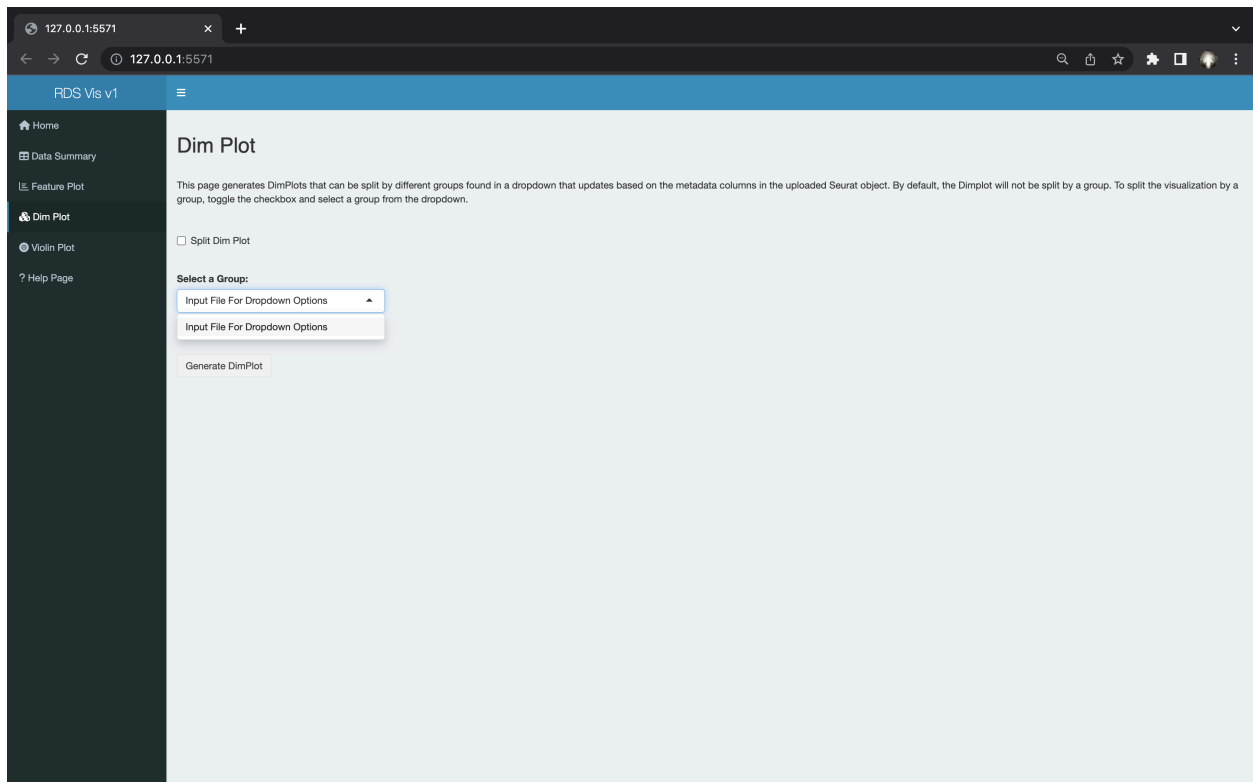 127.0.0.1:5571
127.0.0.1:5571
RDS Vis v1
Home
Data Summary
Feature Plot
Dim Plot
Violin Plot
? Help Page
Dim Plot
This page generates DimPlots that can be split by different groups found in a dropdown that updates based on the metadata columns in the uploaded Seurat object. By default, the Dimplot will not be split by a group. To split the visualization by a
group, toggle the checkbox and select a group from the dropdown.
Split Dim Plot
Select a Group:
Input File For Dropdown Options
Input File For Dropdown Options
Generate DimPlot